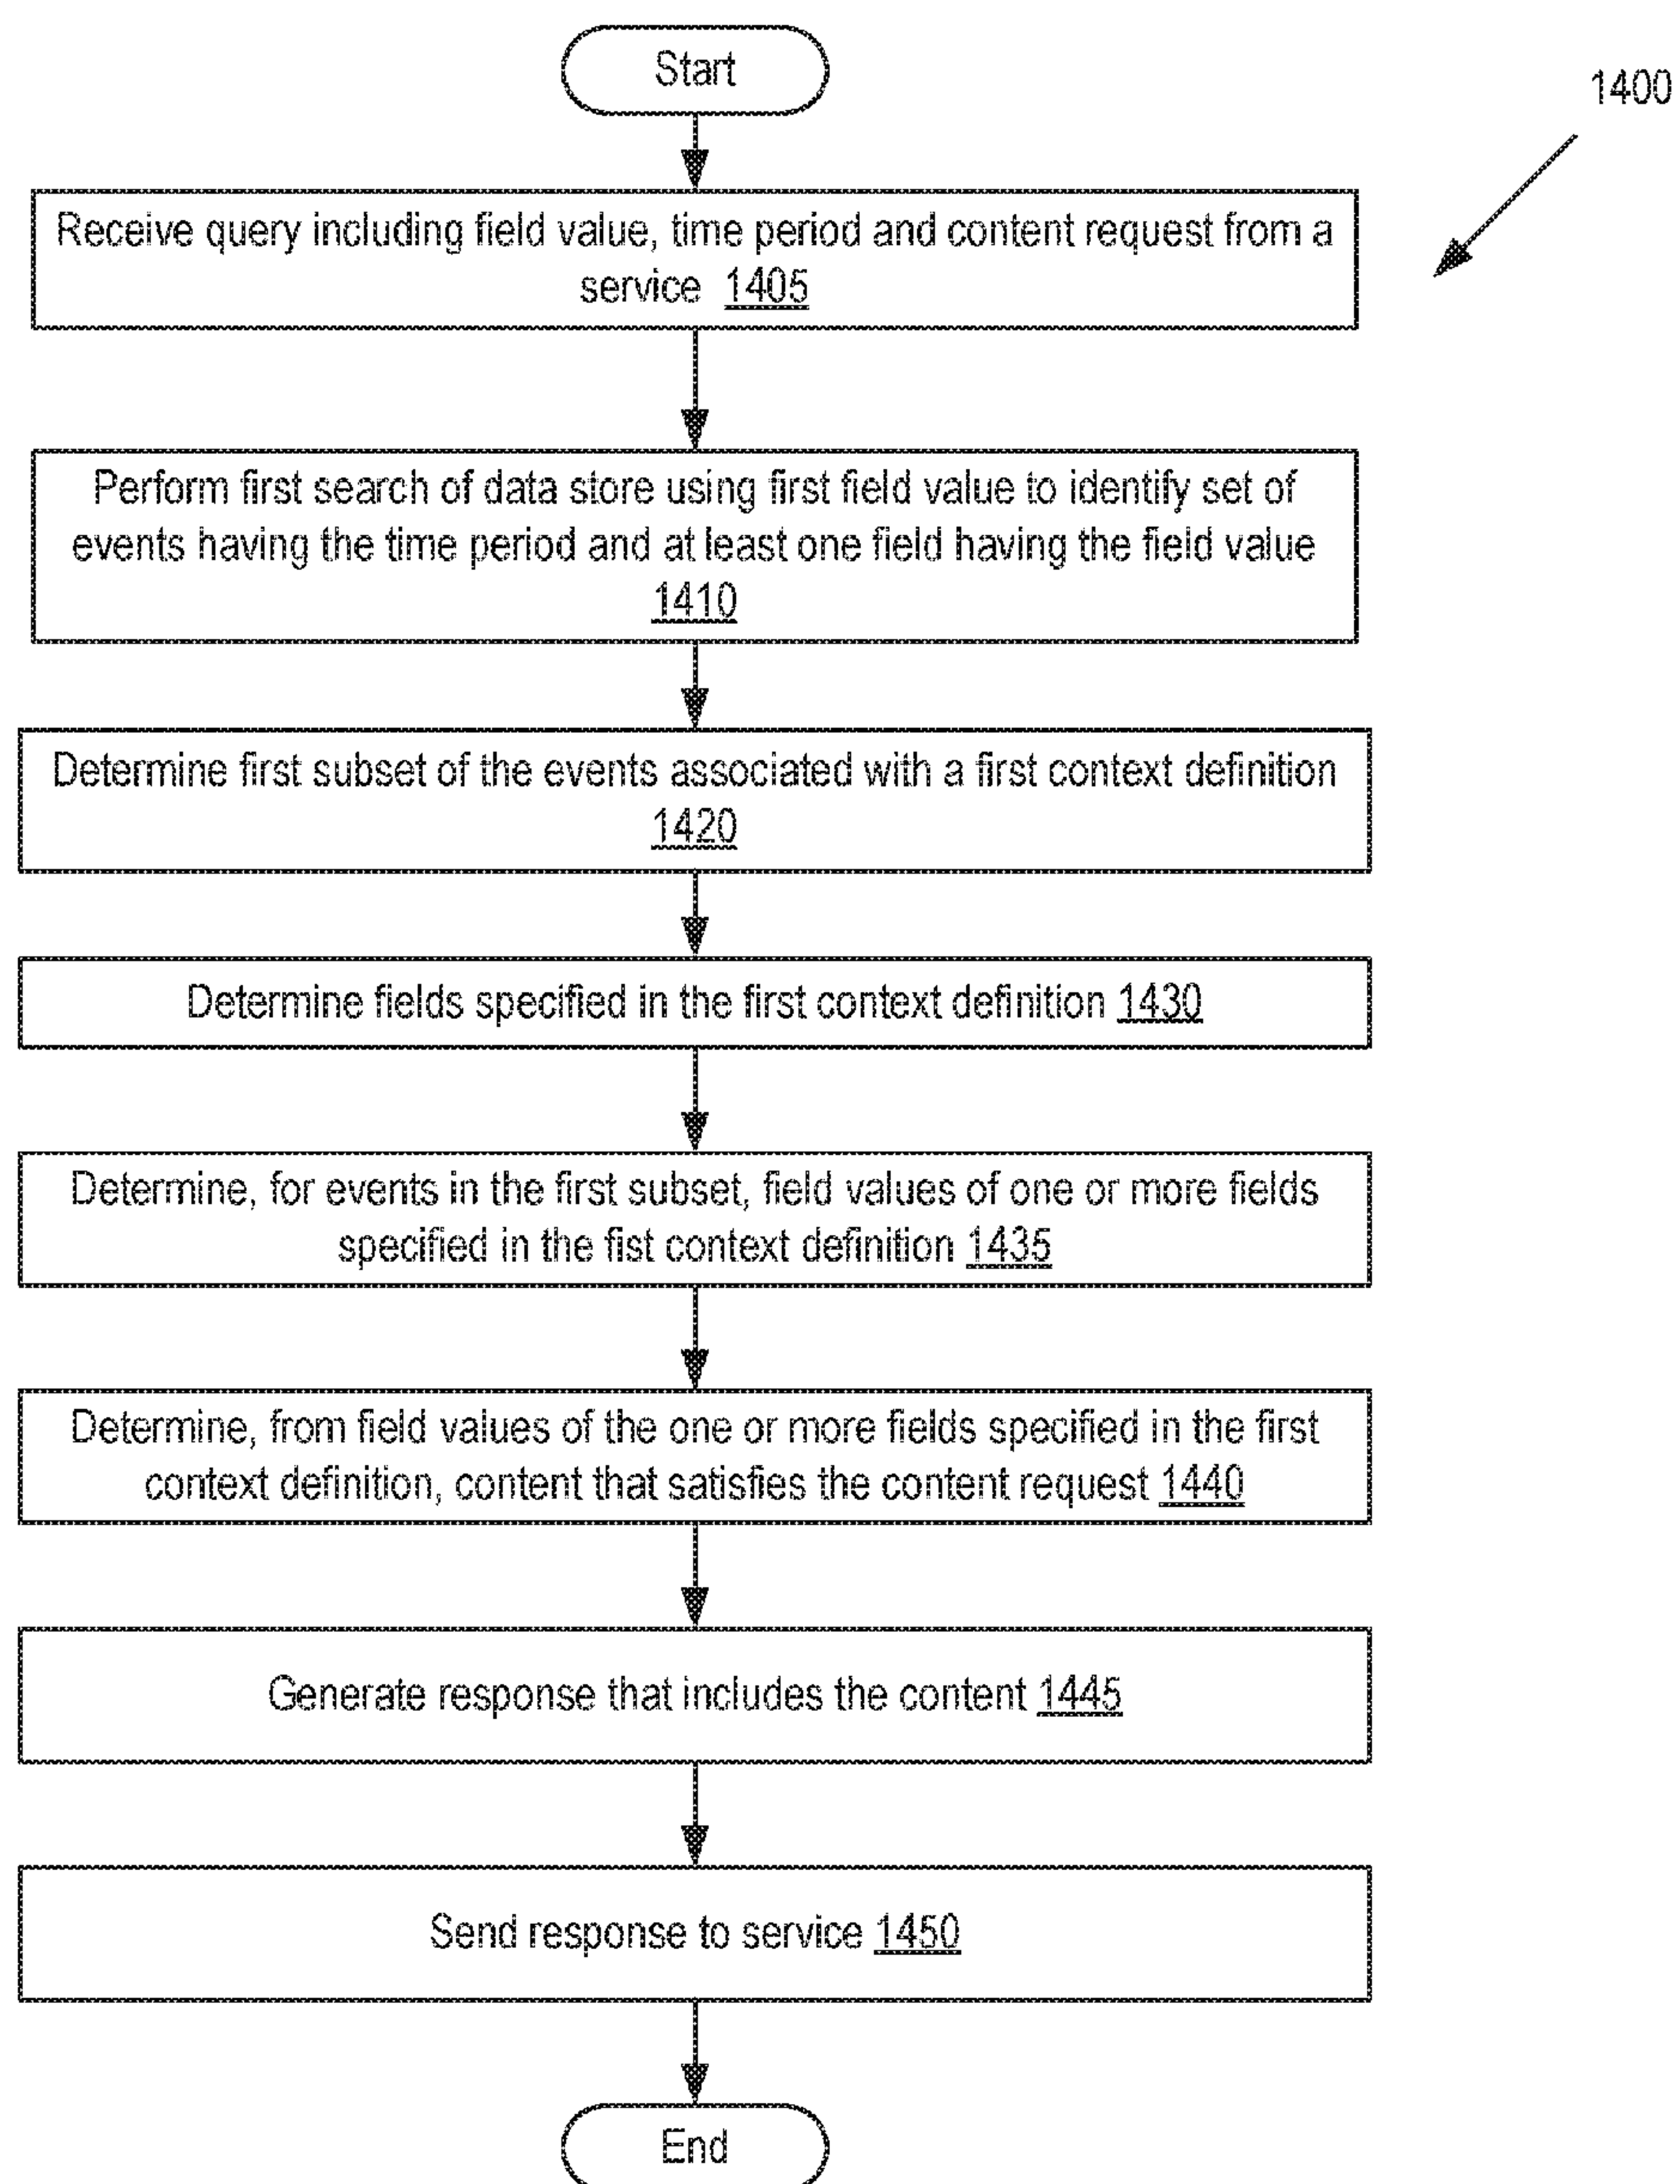 Start
1400
Receive query including field value, time period and content request from a
service 1405
Perform first search of data store using first field value to identify set of
events having the time period and at least one field having the field value
1410
Determine first subset of the events associated with a first context definition
1420
Determine fields specified in the first context definition 1430
Determine, for events in the first subset, field values of one or more fields
specified in the fist context definition 1435
Determine, from field values of the one or more fields specified in the first
context definition, content that satisfies the content request 1440
Generate response that includes the content 1445
Send response to service 1450
End